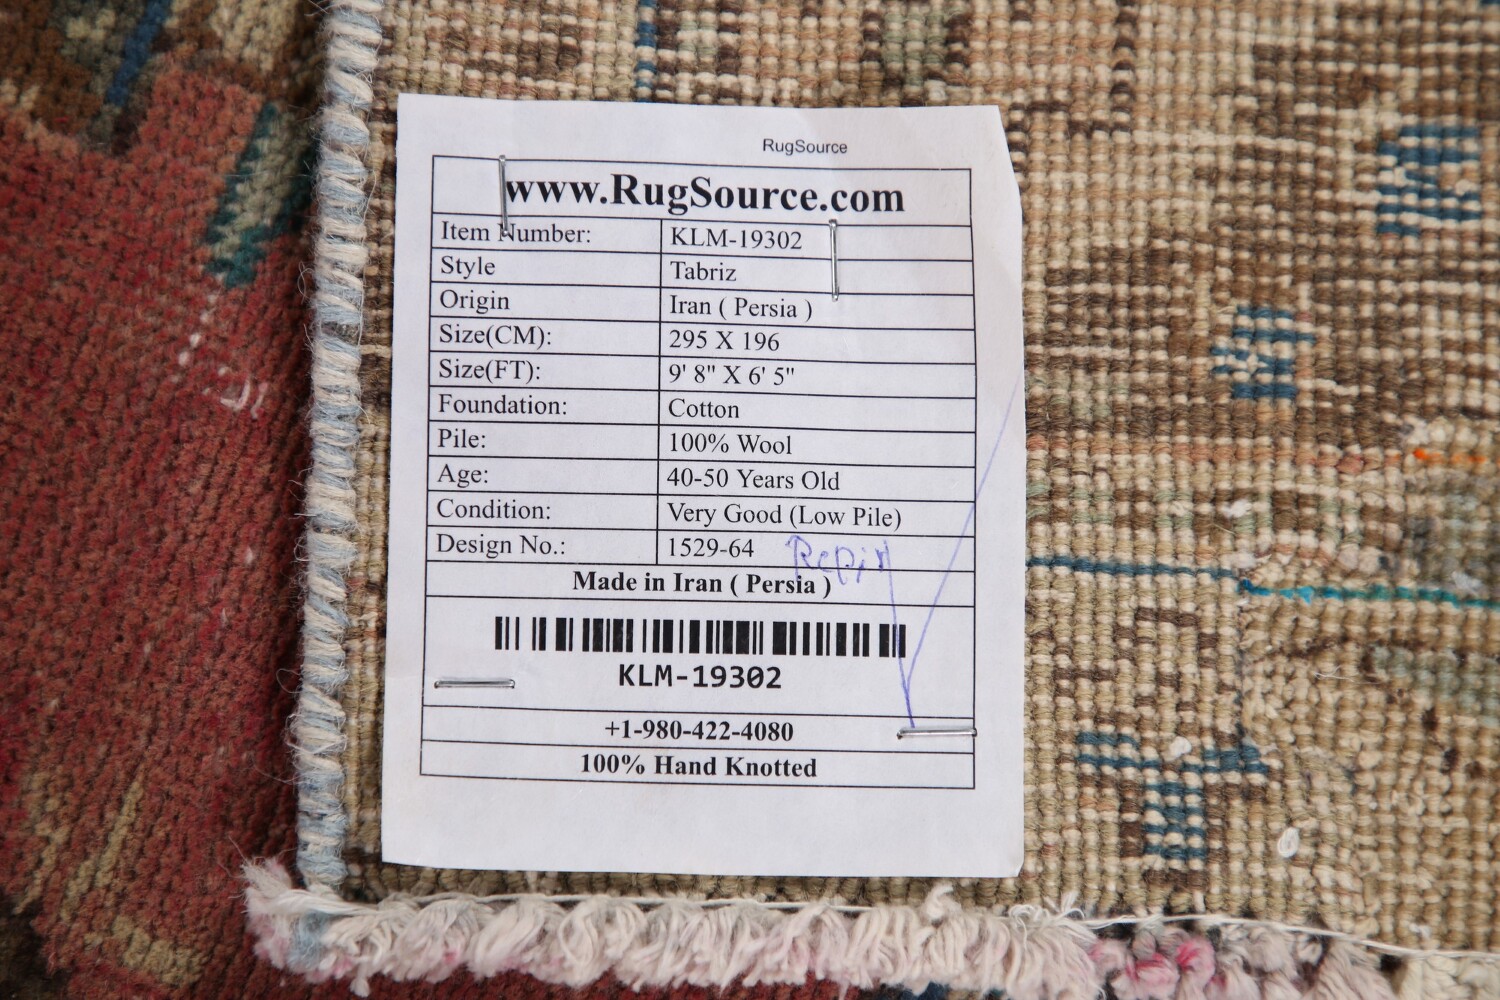 RugSource
www.RugSource.com
Item Number: KLM-19302
Style Tabriz
Origin Iran ( Persia )
Size(CM): 295 X 196
Size(FT): 9' 8" X 6' 5"
Foundation: Cotton
Pile: 100% Wool
Age: 40-50 Years Old
Condition: Very Good (Low Pile)
Design No.: 1529-64
Made in Iran ( Persia )
KLM-19302
+1-980-422-4080
100% Hand Knotted